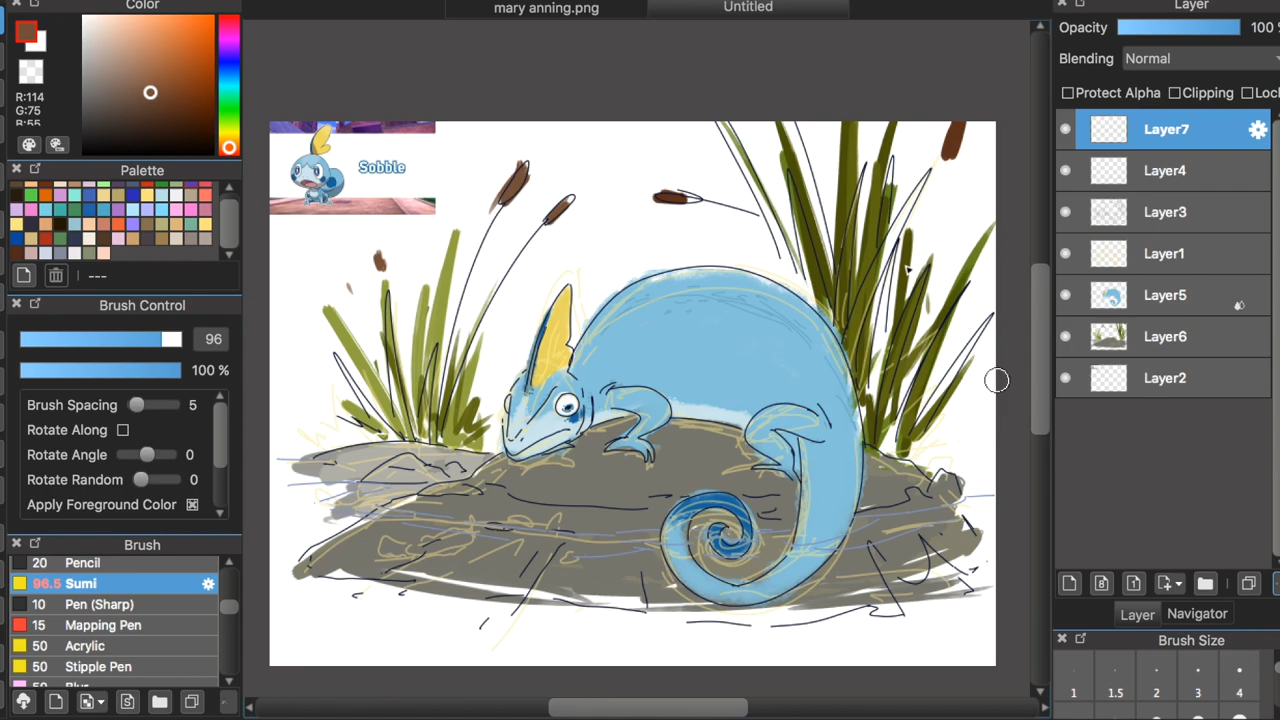 Color
mary anning.png
Untitled
Layer
R:114
G:75
B:55
Opacity
100
Blending
Normal
Protect Alpha
Clipping
Lock
Palette
---
Sobble
Brush Control
96
100 %
Brush Spacing
5
Rotate Along
Rotate Angle
0
Rotate Random
0
Apply Foreground Color
Brush
20 Pencil
96.5 Sumi
10 Pen (Sharp)
15 Mapping Pen
50 Acrylic
50 Stipple Pen
Layer7
Layer4
Layer3
Layer1
Layer5
Layer6
Layer2
Layer
Navigator
Brush Size
1
1.5
2
3
4